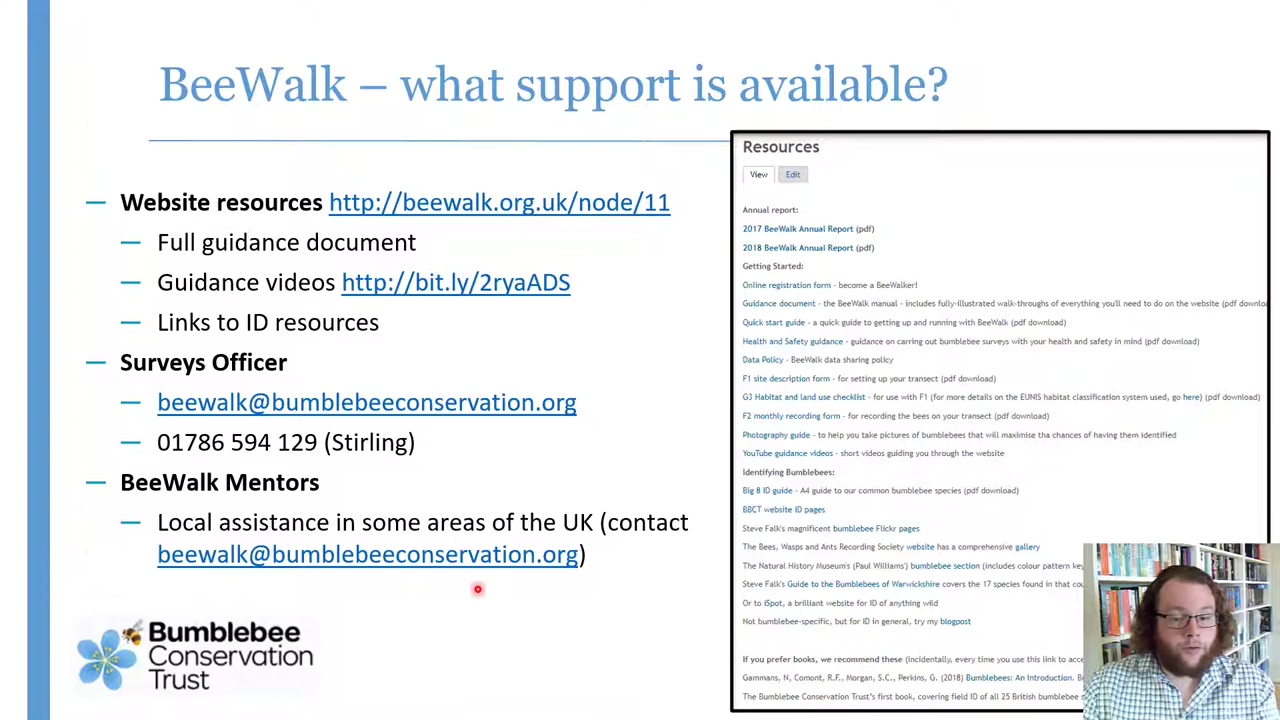 BeeWalk – what support is available?
— Website resources http://beewalk.org.uk/node/11
— Full guidance document
— Guidance videos http://bit.ly/2ryaADS
— Links to ID resources
— Surveys Officer
— beewalk@bumblebeeconservation.org
— 01786 594 129 (Stirling)
— BeeWalk Mentors
— Local assistance in some areas of the UK (contact
beewalk@bumblebeeconservation.org)
Bumblebee
Conservation
Trust
Resources
View Edit
Annual report:
2017 BeeWalk Annual Report (pdf)
2018 BeeWalk Annual Report (pdf)
Getting Started:
Online registration form - become a BeeWalker!
Guidance document - the BeeWalk manual - includes fully-illustrated walk-throughs of everything you'll need to do on the website (pdf
Quick start guide - a quick guide to getting up and running with BeeWalk (pdf download)
Health and Safety guidance - guidance on carrying out bumblebee surveys with your health and safety in mind (pdf download)
Data Policy - BeeWalk data sharing policy
F1 site description form - for setting up your transect (pdf download)
G3 Habitat and land use checklist - for use with F1 (for more details on the EUNIS habitat classification system used, go here) (pdf download)
F2 monthly recording form - for recording the bees on your transect (pdf download)
Photography guide - to help you take pictures of bumblebees that will maximise tha chances of having them identified
YouTube guidance videos - short videos guiding you through the website
Identifying Bumblebees:
Big 8 ID guide - A4 guide to our common bumblebee species (pdf download)
BBCT website ID pages
Steve Falk's magnificent bumblebee Flickr pages
The Bees, Wasps and Ants Recording Society website has a comprehensive gallery
The Natural History Museum's (Paul Williams') bumblebee section (includes colour pattern
Steve Falk's Guide to the Bumblebees of Warwickshire covers the 17 species found in that
Or to iSpot, a brilliant website for ID of anything wild
Not bumblebee-specific, but for ID in general, try my blogpost
If you prefer books, we recommend these (incidentally, every time you use this link to
Gammans, N, Comont, R.F., Morgan, S.C., Perkins, G. (2018) Bumblebees: An Introduction.
The Bumblebee Conservation Trust's first book, covering field ID of all 25 British bumblebee